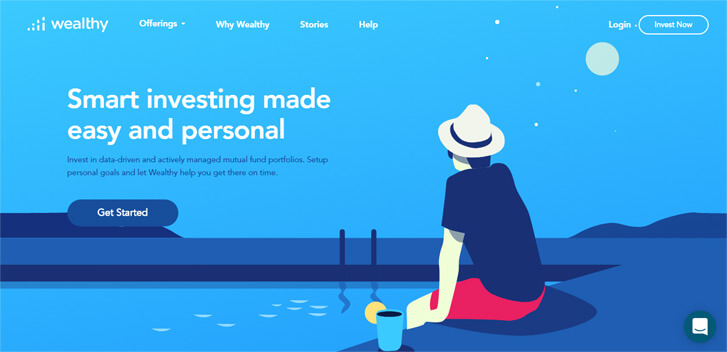 wealthy
Offerings
Why Wealthy
Stories
Help
Login
Invest Now
Smart investing made
easy and personal
Invest in data-driven and actively managed mutual fund portfolios. Setup
personal goals and let Wealthy help you get there on time.
Get Started